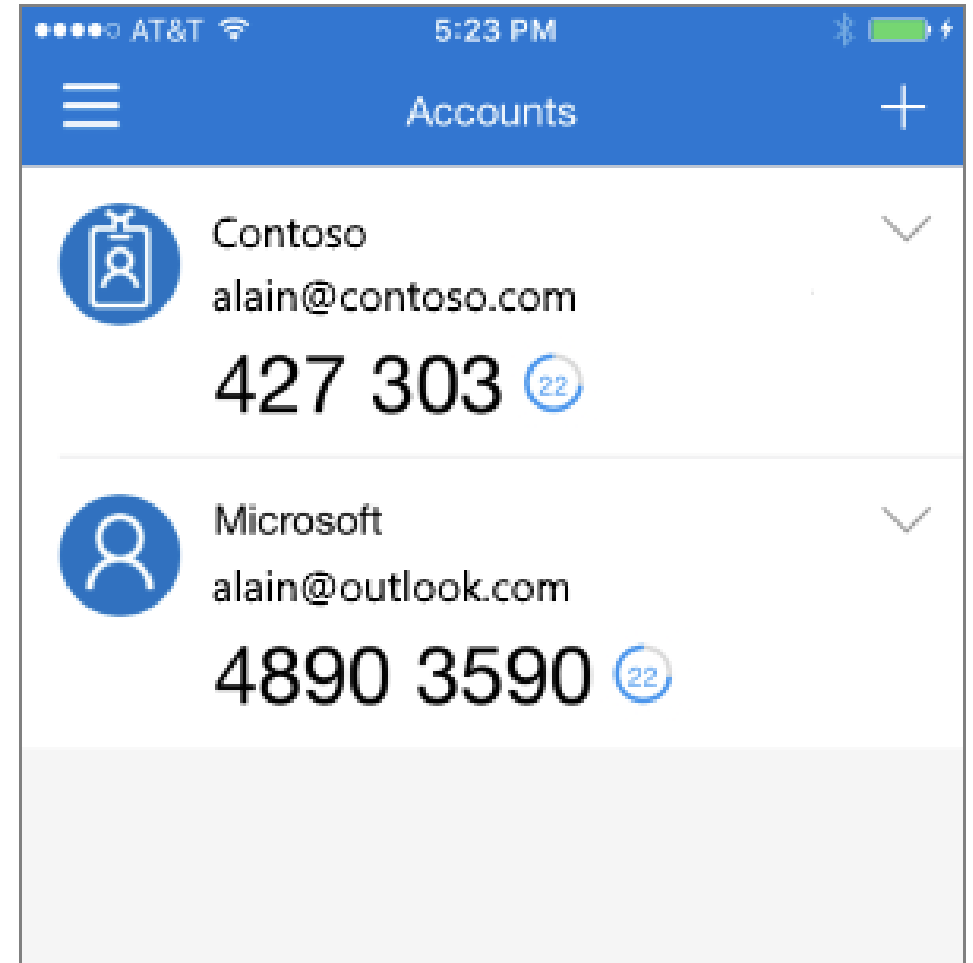 AT&T 5:23 PM
Accounts
Contoso
alain@contoso.com
427 303 22
Microsoft
alain@outlook.com
4890 3590 22